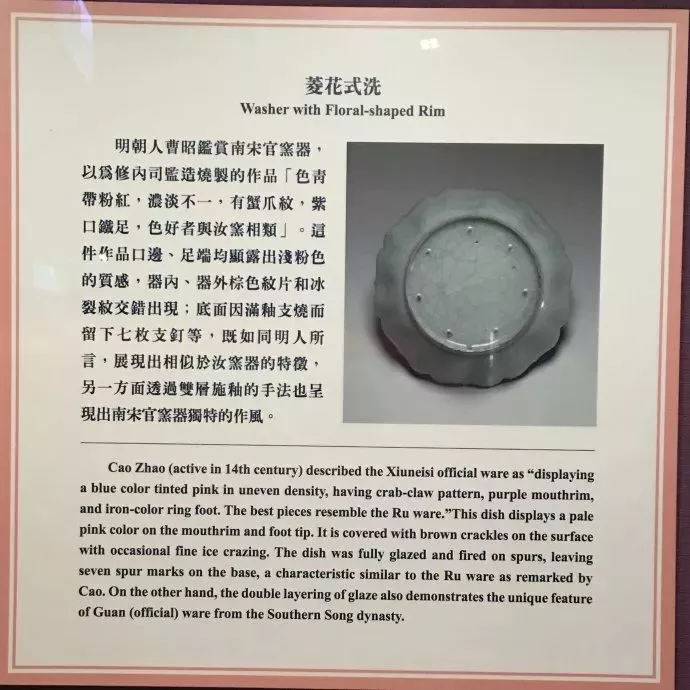 菱花式洗
Washer with Floral-shaped Rim
明朝人曹昭鑑賞南宋官窯器，
以爲修內司監造燒製的作品「色靑
帶粉紅，濃淡不一，有蟹爪紋，紫
口鐵足，色好者與汝窯相類」。這
件作品口邊、足端均顯露出淺粉色
的質感，器內、器外棕色紋片和冰
裂紋交錯出現；底面因滿釉支燒而
留下七枚支釘等，既如同明人所
言，展現出相似於汝窯器的特徵，
另一方面透過雙層施釉的手法也呈
現出南宋官窯器獨特的作風。
Cao Zhao (active in 14th century) described the Xiuneisi official ware as “displaying
a blue color tinted pink in uneven density, having crab-claw pattern, purple mouthrim,
and iron-color ring foot. The best pieces resemble the Ru ware.”This dish displays a pale
pink color on the mouthrim and foot tip. It is covered with brown crackles on the surface
with occasional fine ice crazing. The dish was fully glazed and fired on spurs, leaving
seven spur marks on the base, a characteristic similar to the Ru ware as remarked by
Cao. On the other hand, the double layering of glaze also demonstrates the unique feature
of Guan (official) ware from the Southern Song dynasty.